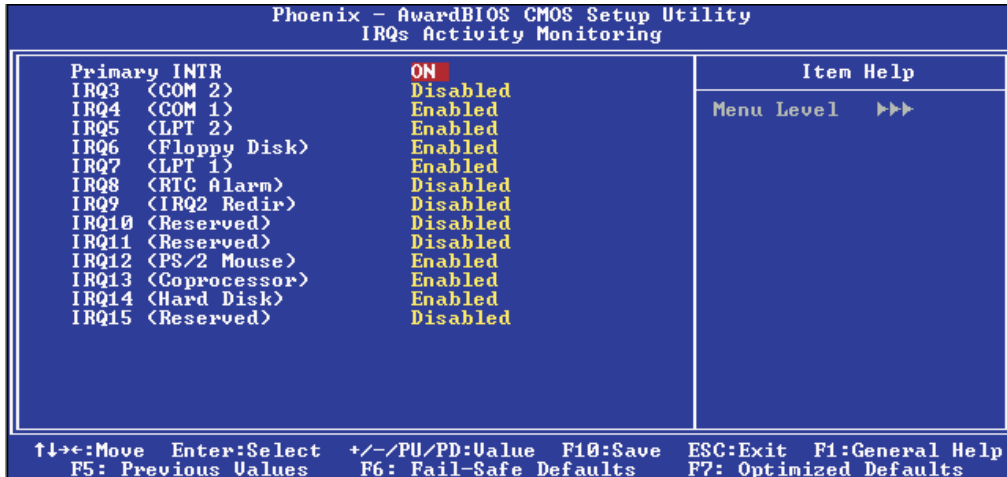 Phoenix - AwardBIOS CMOS Setup Utility
IRQs Activity Monitoring
Primary INTR ON
IRQ3 (COM 2) Disabled
IRQ4 (COM 1) Enabled
IRQ5 (LPT 2) Enabled
IRQ6 (Floppy Disk) Enabled
IRQ7 (LPT 1) Enabled
IRQ8 (RTC Alarm) Disabled
IRQ9 (IRQ2 Redir) Disabled
IRQ10 (Reserved) Disabled
IRQ11 (Reserved) Disabled
IRQ12 (PS/2 Mouse) Enabled
IRQ13 (Coprocessor) Enabled
IRQ14 (Hard Disk) Enabled
IRQ15 (Reserved) Disabled
Item Help
Menu Level ►►►
↑↓→←:Move Enter:Select +/-/PU/PD:Value F10:Save ESC:Exit F1:General Help
F5: Previous Values F6: Fail-Safe Defaults F7: Optimized Defaults